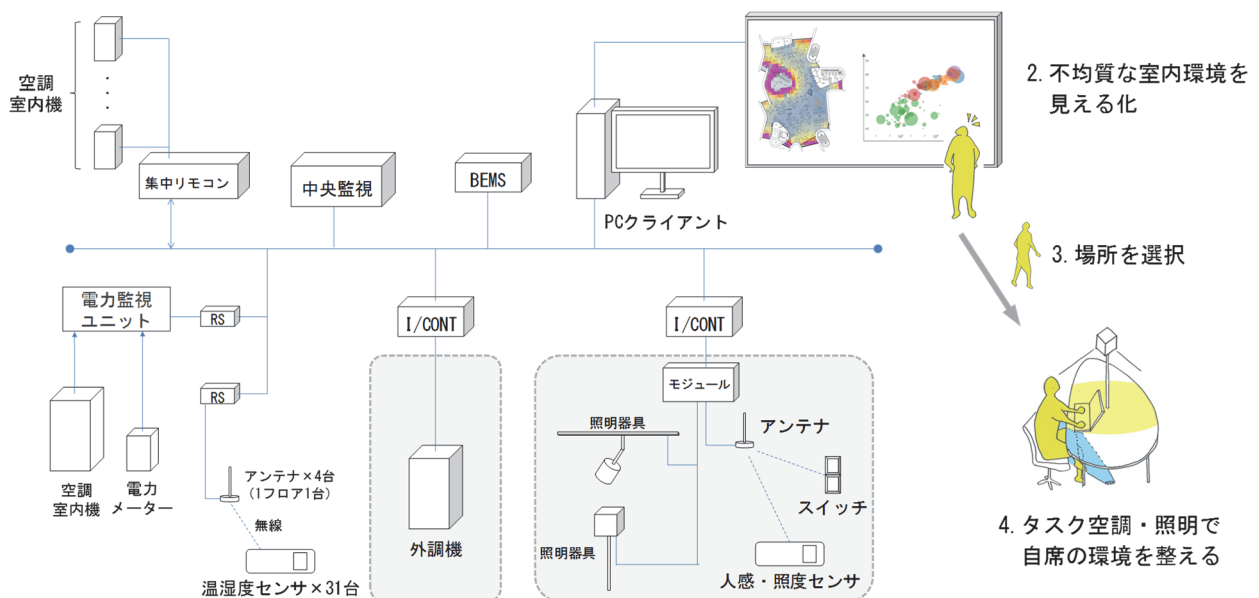 空調
室内機
集中リモコン
中央監視
BEMS
PCクライアント
2. 不均質な室内環境を
見える化
3. 場所を選択
電力監視
ユニット
RS
RS
I/CONT
I/CONT
モジュール
照明器具
アンテナ
スイッチ
照明器具
人感・照度センサ
外調機
空調
室内機
電力
メーター
アンテナ×4台
(1フロア1台)
無線
温湿度センサ×31台
4. タスク空調・照明で
自席の環境を整える